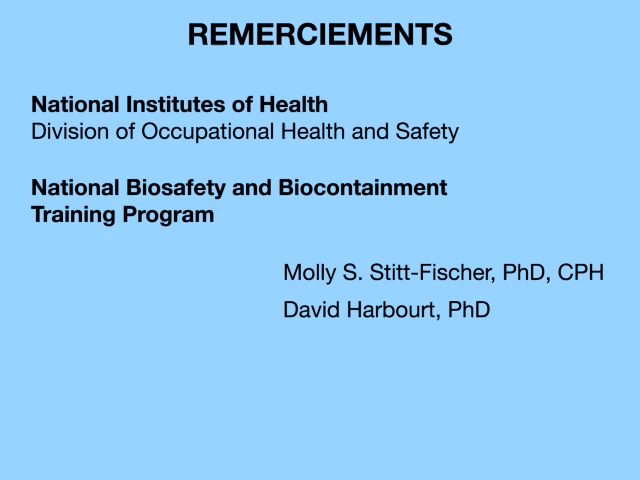 REMERCIEMENTS
National Institutes of Health
Division of Occupational Health and Safety
National Biosafety and Biocontainment
Training Program
Molly S. Stitt-Fischer, PhD, CPH
David Harbourt, PhD